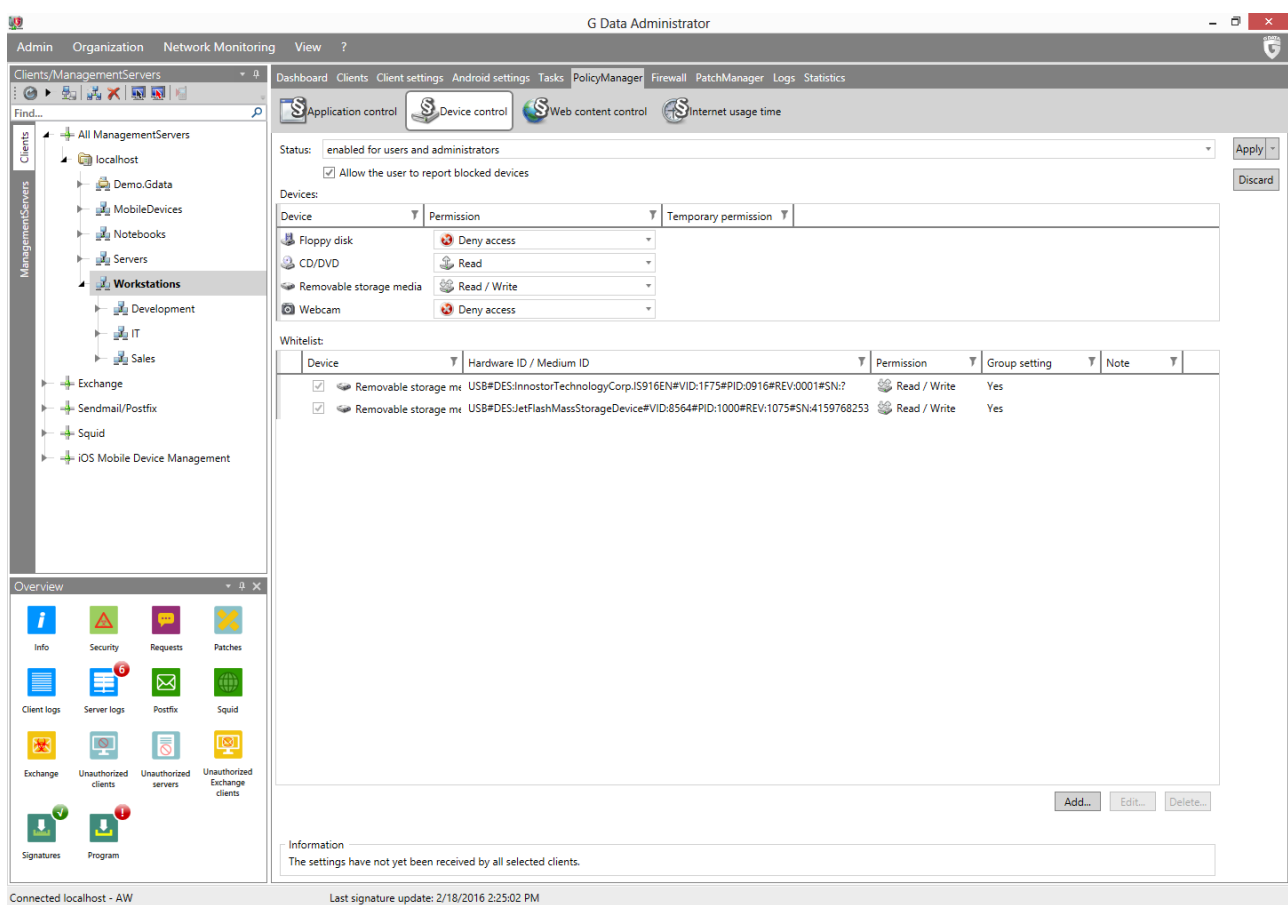 G Data Administrator
Admin Organization Network Monitoring View ?
Clients/ManagementServers
Find...
Clients
ManagementServers
All ManagementServers
localhost
Demo.Gdata
MobileDevices
Notebooks
Servers
Workstations
Development
IT
Sales
Exchange
Sendmail/Postfix
Squid
iOS Mobile Device Management
Overview
Info Security Requests Patches
6
Client logs Server logs Postfix Squid
Exchange Unauthorized clients Unauthorized servers Unauthorized Exchange clients
Signatures Program
Dashboard Clients Client settings Android settings Tasks PolicyManager Firewall PatchManager Logs Statistics
Application control Device control Web content control Internet usage time
Status: enabled for users and administrators
Allow the user to report blocked devices
Apply
Discard
Devices:
Device Permission Temporary permission
Floppy disk Deny access
CD/DVD Read
Removable storage media Read / Write
Webcam Deny access
Whitelist:
Device Hardware ID / Medium ID Permission Group setting Note
Removable storage me USB#DES:InnostorTechnologyCorp.IS916EN#VID:1F75#PID:0916#REV:0001#SN:? Read / Write Yes
Removable storage me USB#DES:JetFlashMassStorageDevice#VID:8564#PID:1000#REV:1075#SN:4159768253 Read / Write Yes
Add... Edit... Delete...
Information
The settings have not yet been received by all selected clients.
Connected localhost - AW Last signature update: 2/18/2016 2:25:02 PM